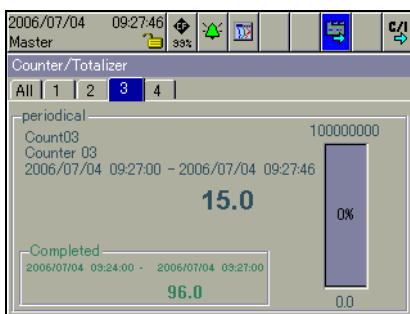 2006/07/04 09:27:46
Master
CF
99%
C/I
Counter/Totalizer
All 1 2 3 4
periodical
Count03
Counter 03
2006/07/04 09:27:00 - 2006/07/04 09:27:46
15.0
100000000
0%
0.0
Completed
2006/07/04 09:24:00 - 2006/07/04 09:27:00
96.0